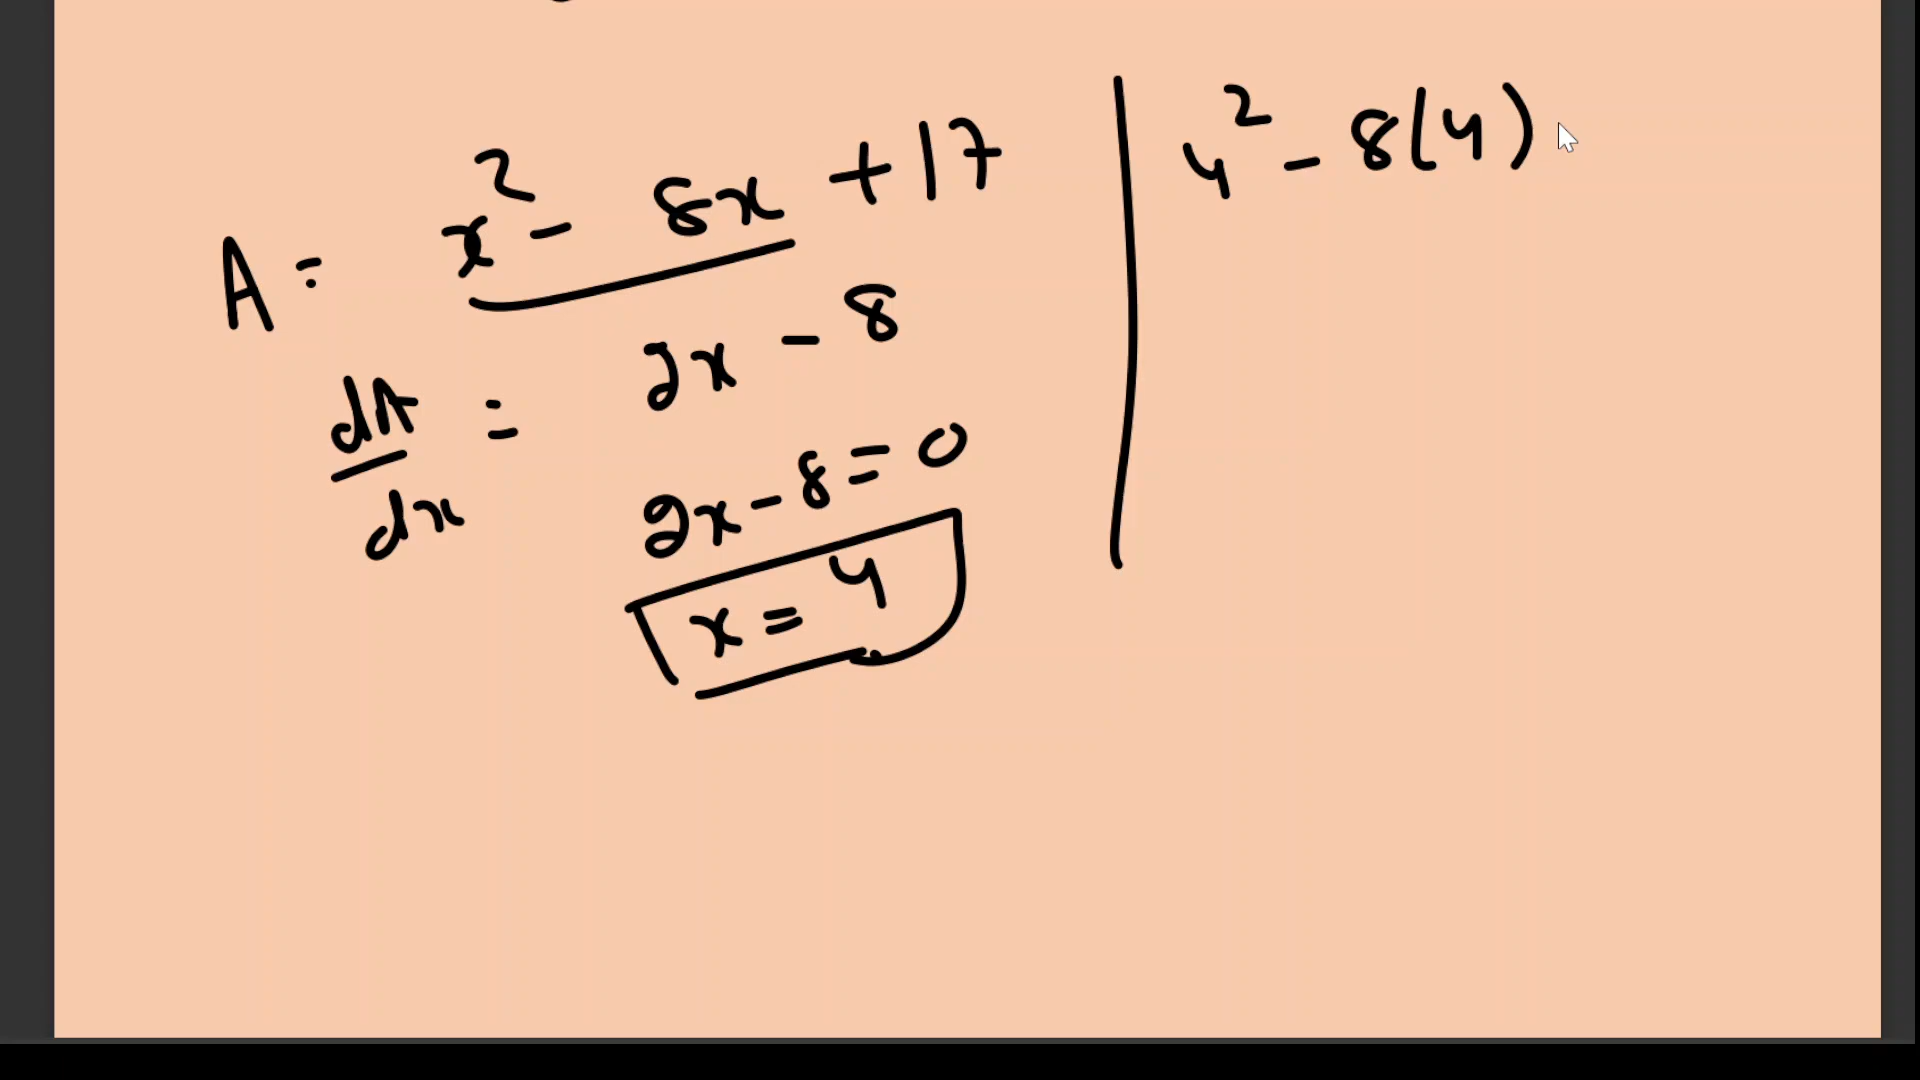 A = x² - 8x + 17
dA/dx = 2x - 8
2x - 8 = 0
x = 4
4² - 8(4)